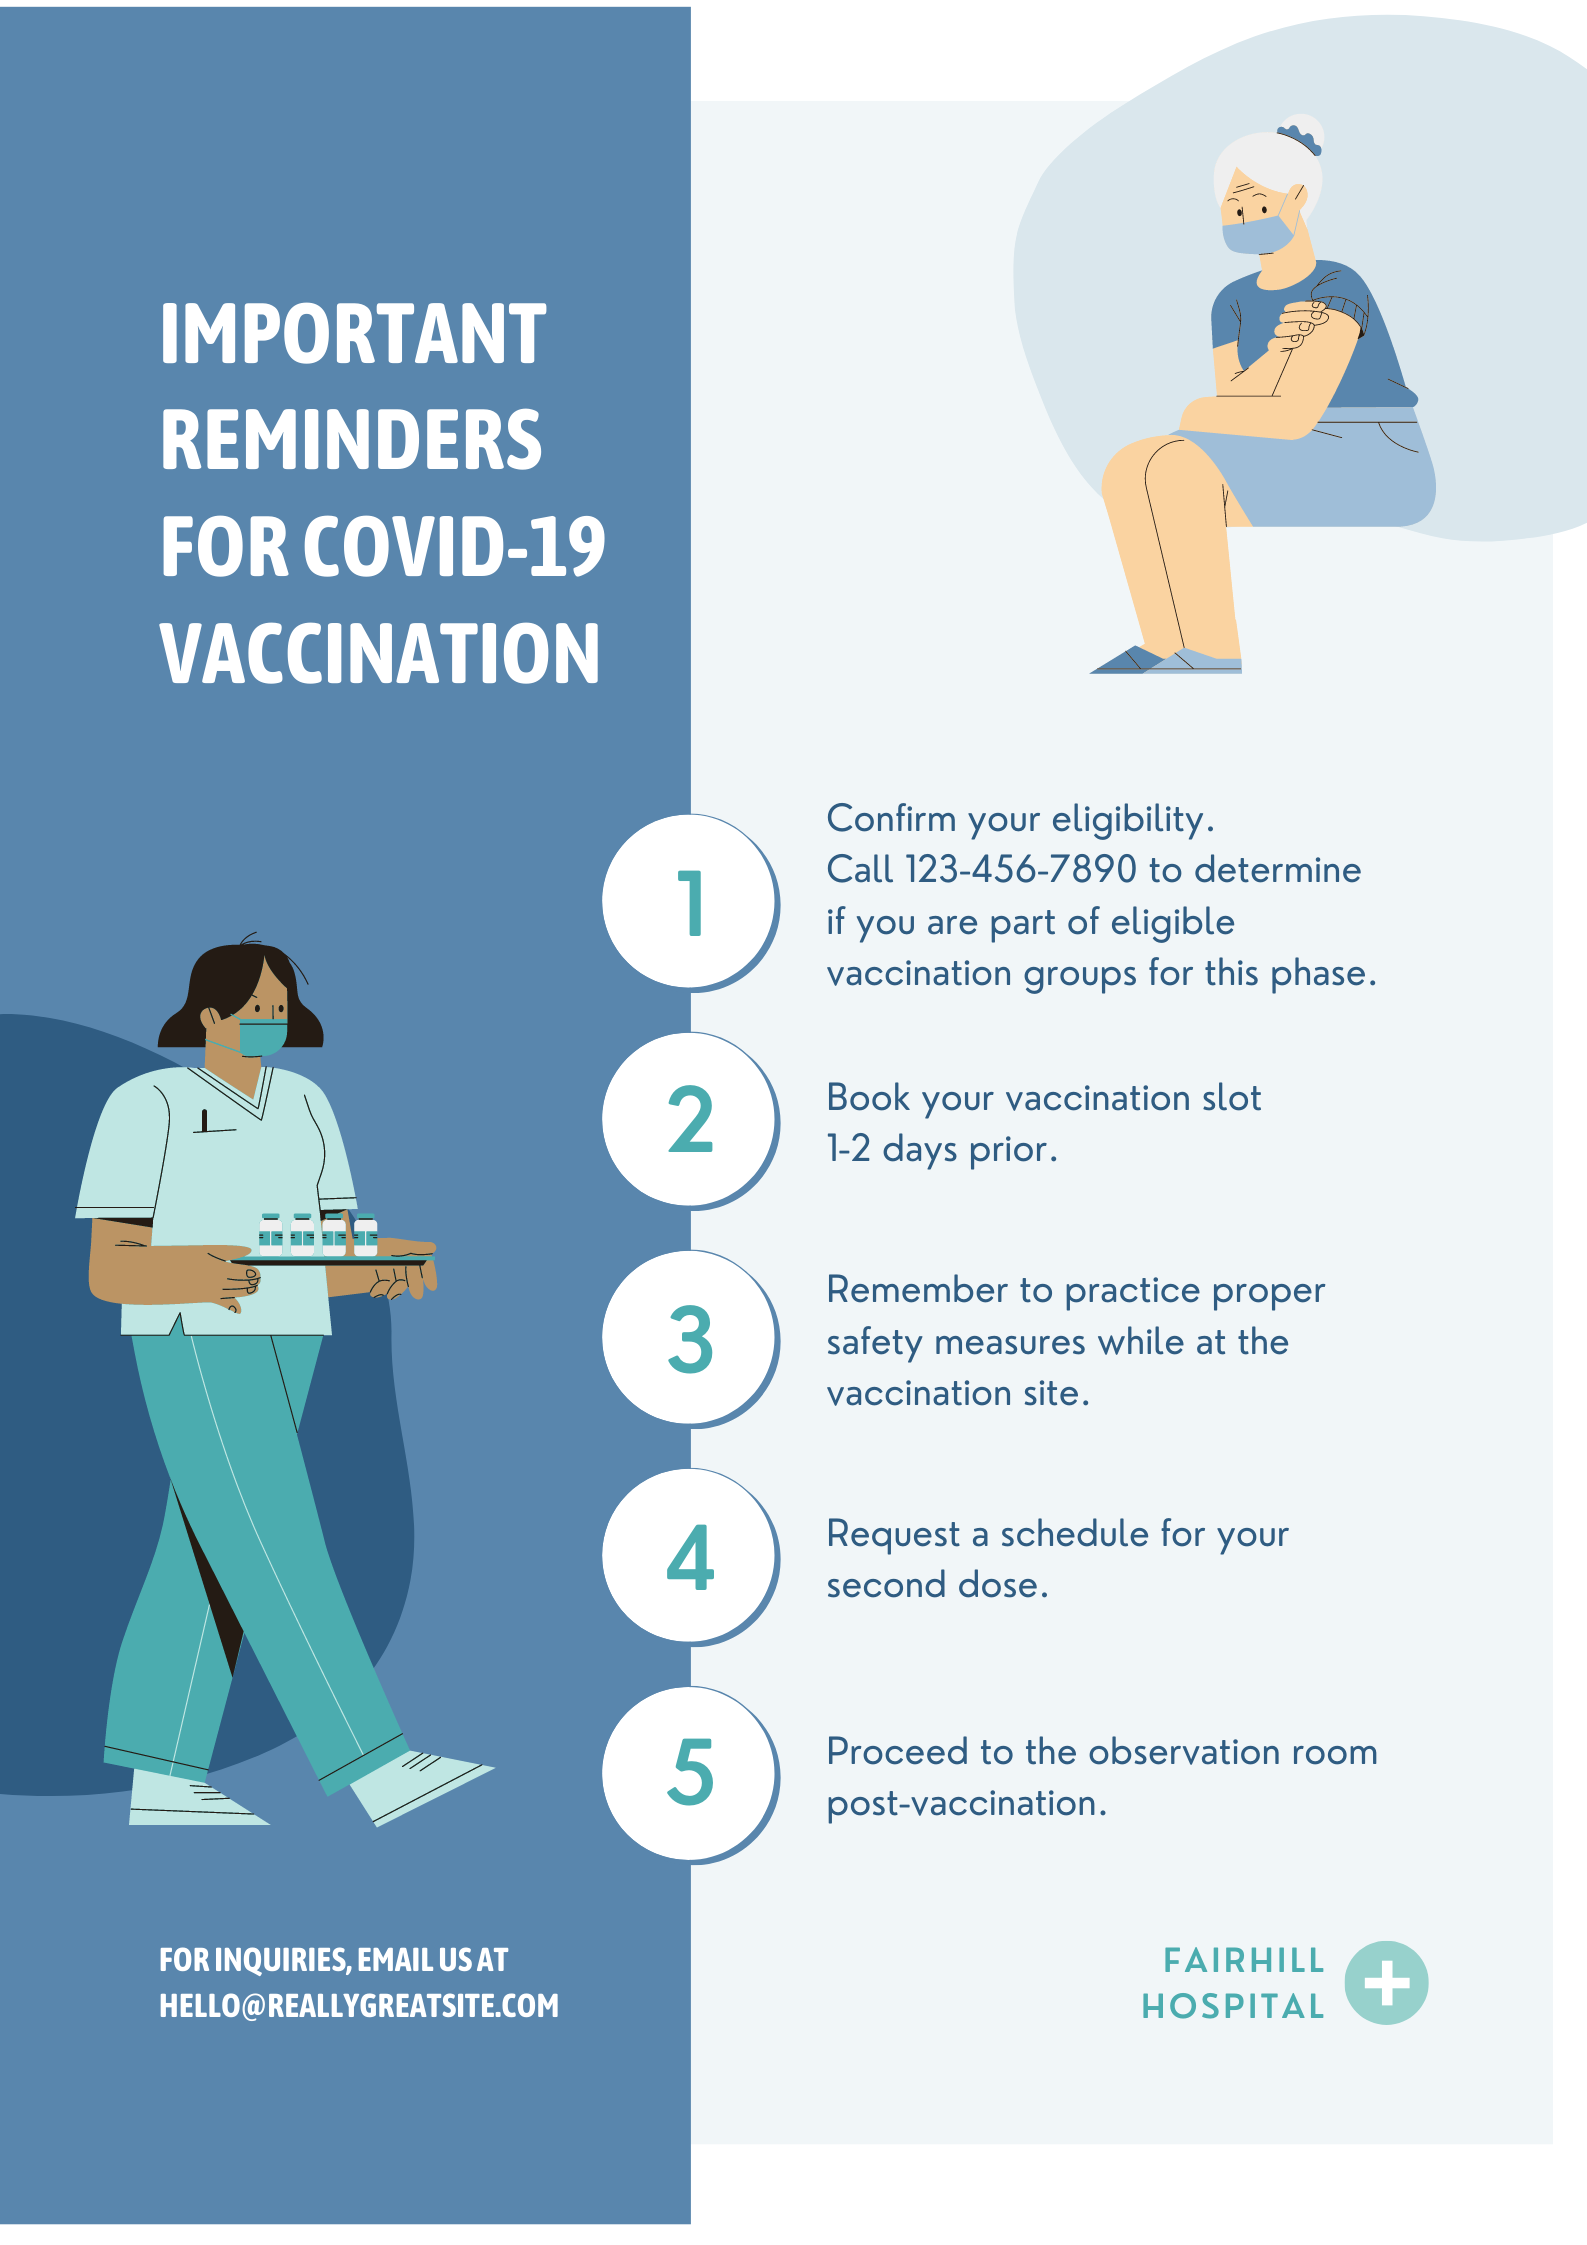 IMPORTANT
REMINDERS
FOR COVID-19
VACCINATION
1
Confirm your eligibility.
Call 123-456-7890 to determine
if you are part of eligible
vaccination groups for this phase.
2
Book your vaccination slot
1-2 days prior.
3
Remember to practice proper
safety measures while at the
vaccination site.
4
Request a schedule for your
second dose.
5
Proceed to the observation room
post-vaccination.
FOR INQUIRIES, EMAIL US AT
HELLO@REALLYGREATSITE.COM
FAIRHILL
HOSPITAL